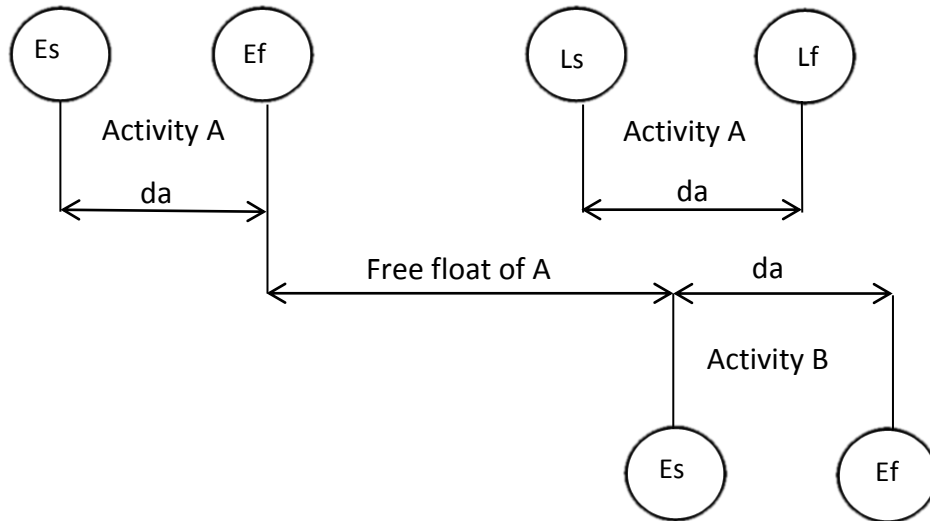 Es
Ef
Ls
Lf
Activity A
Activity A
da
da
Free float of A
da
Activity B
Es
Ef